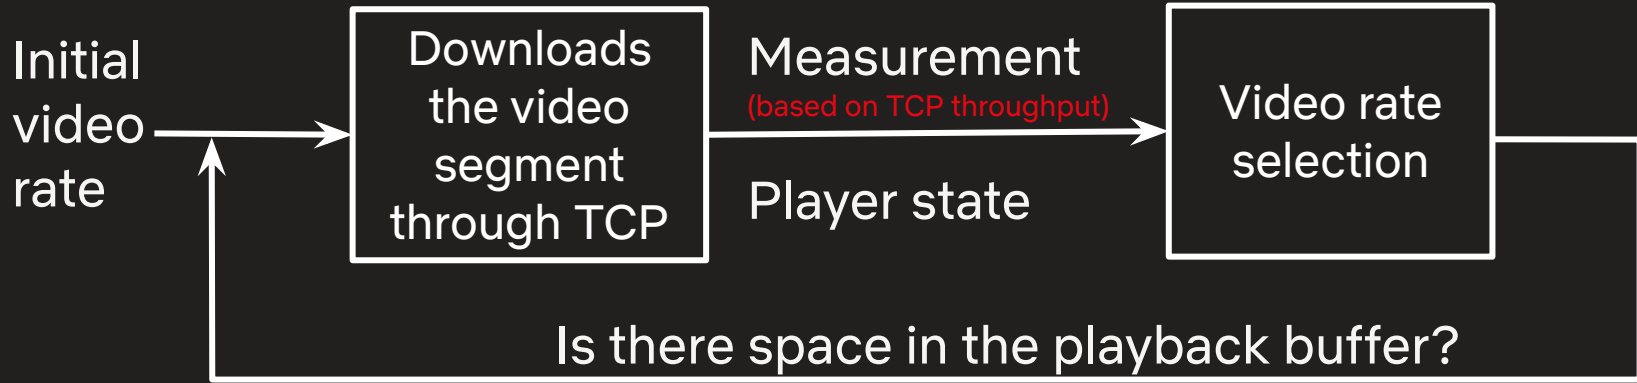 Initial
video
rate
Downloads
the video
segment
through TCP
Measurement
(based on TCP throughput)
Player state
Video rate
selection
Is there space in the playback buffer?